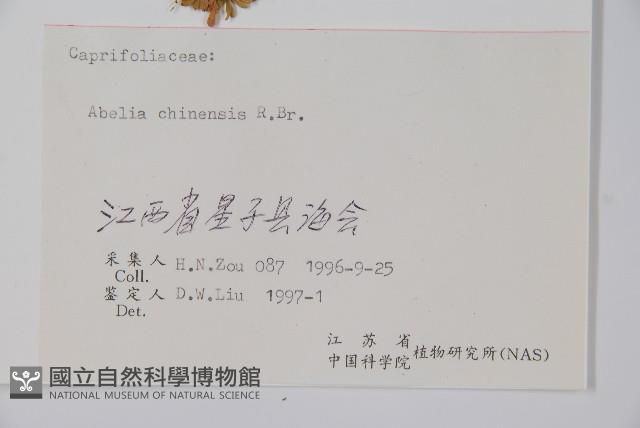 Caprifoliaceae:
Abelia chinensis R.Br.
江西省星子县海会
采集人 H.N.Zou 087 1996-9-25
Coll.
鉴定人 D.W.Liu 1997-1
Det.
江苏省
中国科学院植物研究所(NAS)
國立自然科學博物館
NATIONAL MUSEUM OF NATURAL SCIENCE